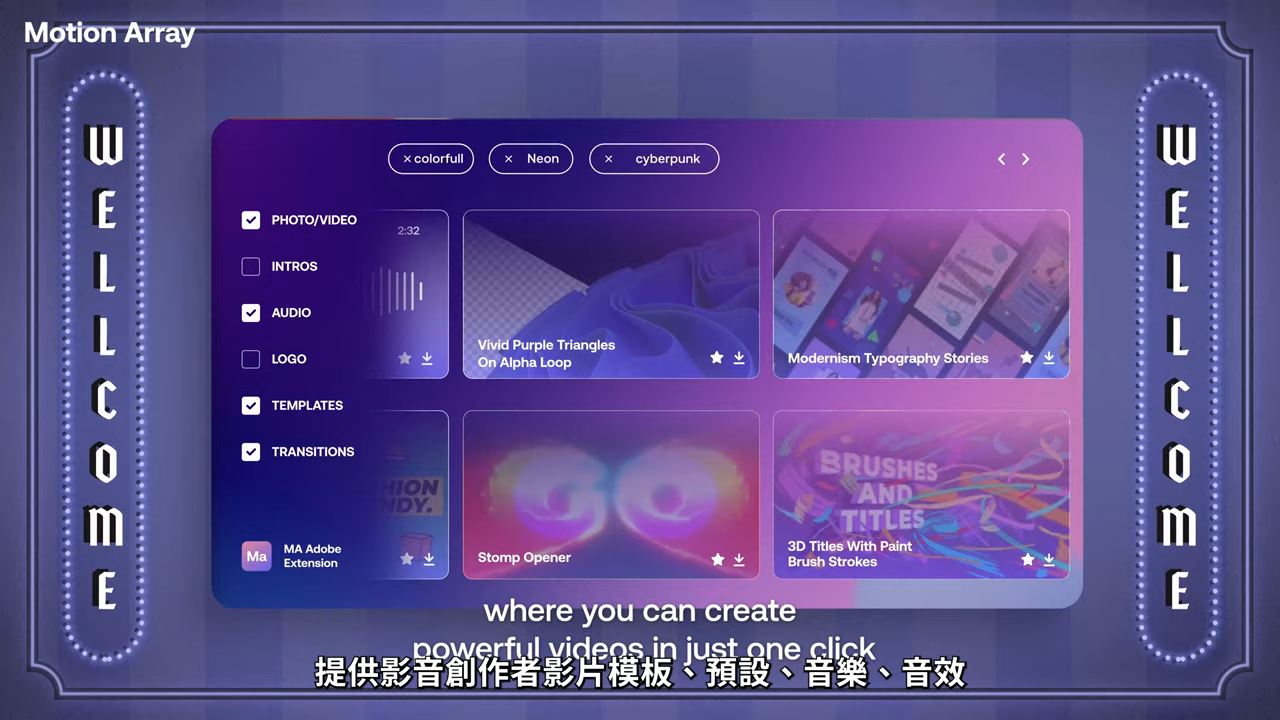 Motion Array
WELLCOME
× colorfull
× Neon
× cyberpunk
PHOTO/VIDEO
INTROS
AUDIO
LOGO
TEMPLATES
TRANSITIONS
Ma
MA Adobe
Extension
2:32
Vivid Purple Triangles
On Alpha Loop
Modernism Typography Stories
Stomp Opener
BRUSHES
AND
TITLES
3D Titles With Paint
Brush Strokes
WELLCOME
where you can create
powerful videos in just one click
提供影音創作者影片模板、預設、音樂、音效